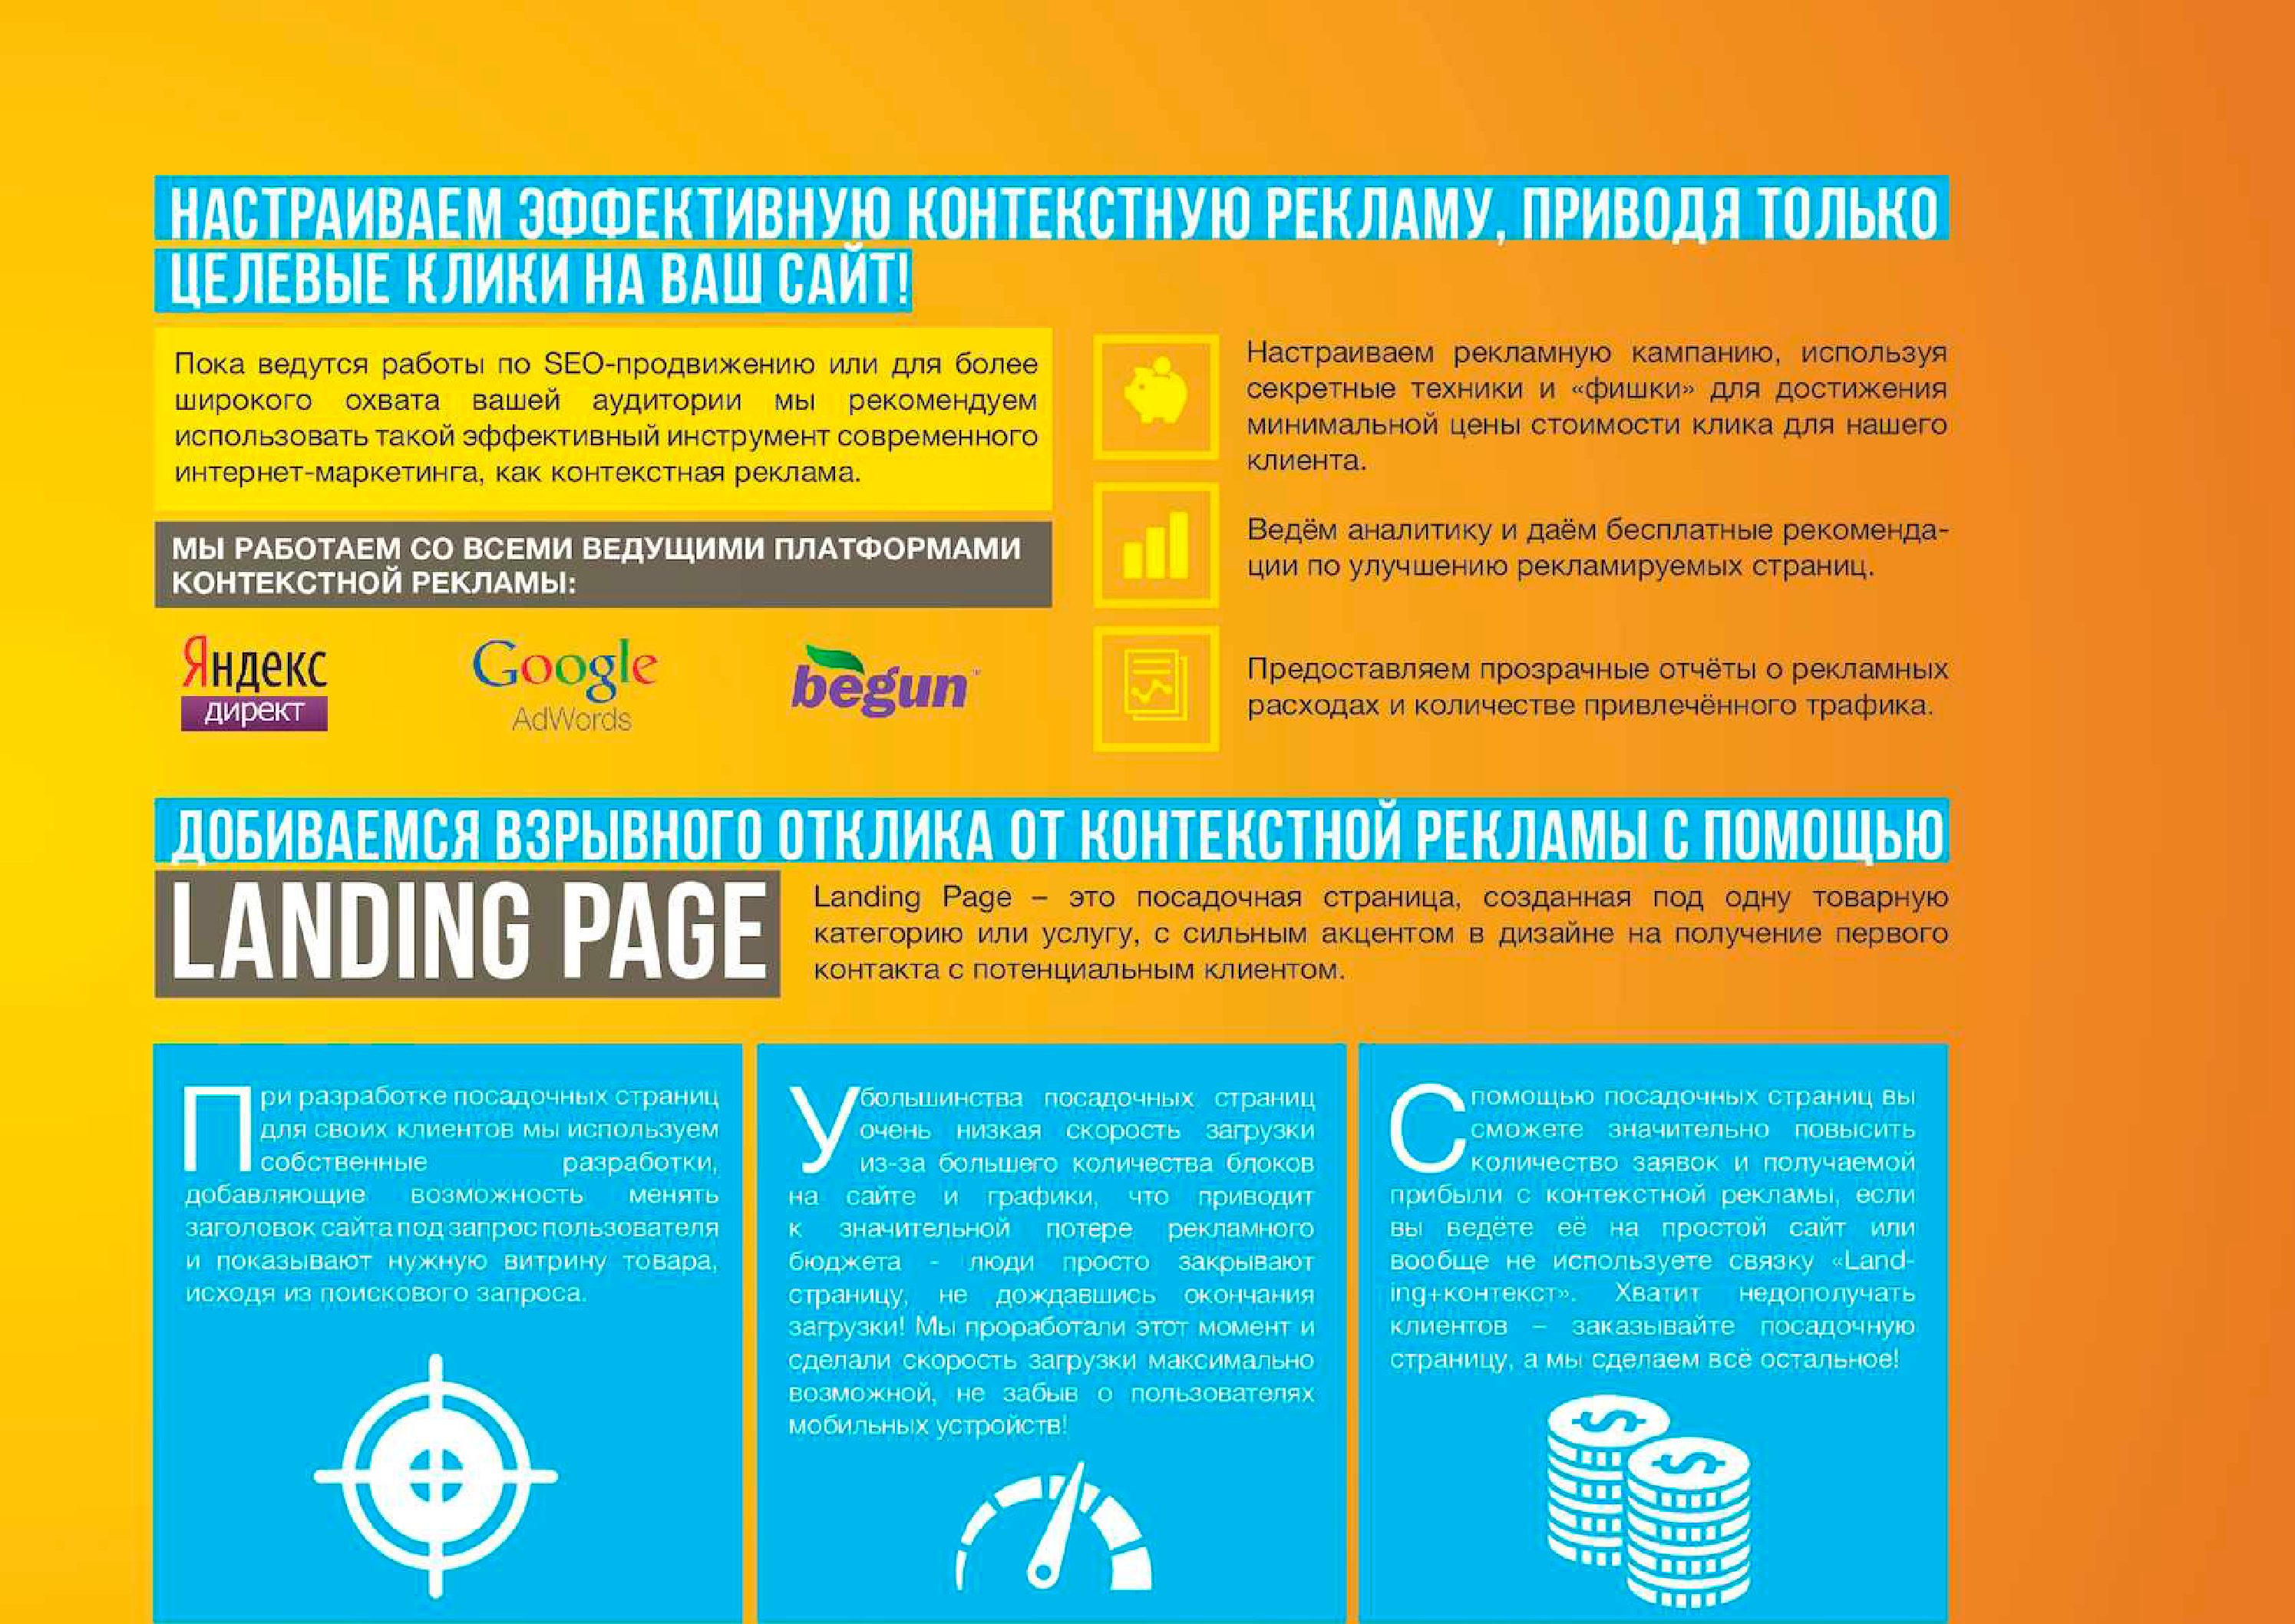 НАСТРАИВАЕМ ЭФФЕКТИВНУЮ КОНТЕКСТНУЮ РЕКЛАМУ, ПРИВОДЯ ТОЛЬКО
ЦЕЛЕВЫЕ КЛИКИ НА ВАШ САЙТ!
Пока ведутся работы по SEO-продвижению или для более
широкого охвата вашей аудитории мы рекомендуем
использовать такой эффективный инструмент современного
интернет-маркетинга, как контекстная реклама.
МЫ РАБОТАЕМ СО ВСЕМИ ВЕДУЩИМИ ПЛАТФОРМАМИ
КОНТЕКСТНОЙ РЕКЛАМЫ:
Яндекс
директ
Google
AdWords
begun
Настраиваем рекламную кампанию, используя
секретные техники и «фишки» для достижения
минимальной цены стоимости клика для нашего
клиента.
Ведём аналитику и даём бесплатные рекоменда-
ции по улучшению рекламируемых страниц.
Предоставляем прозрачные отчёты о рекламных
расходах и количестве привлечённого трафика.
ДОБИВАЕМСЯ ВЗРЫВНОГО ОТКЛИКА ОТ КОНТЕКСТНОЙ РЕКЛАМЫ С ПОМОЩЬЮ
LANDING PAGE
Landing Page – это посадочная страница, созданная под одну товарную
категорию или услугу, с сильным акцентом в дизайне на получение первого
контакта с потенциальным клиентом.
При разработке посадочных страниц
для своих клиентов мы используем
собственные разработки,
добавляющие возможность менять
заголовок сайта под запрос пользователя
и показывают нужную витрину товара,
исходя из поискового запроса.
У большинства посадочных страниц
очень низкая скорость загрузки
из-за большего количества блоков
на сайте и графики, что приводит
к значительной потере рекламного
бюджета - люди просто закрывают
страницу, не дождавшись окончания
загрузки! Мы проработали этот момент и
сделали скорость загрузки максимально
возможной, не забыв о пользователях
мобильных устройств!
С помощью посадочных страниц вы
сможете значительно повысить
количество заявок и получаемой
прибыли с контекстной рекламы, если
вы ведёте её на простой сайт или
вообще не используете связку «Land-
ing+контекст». Хватит недополучать
клиентов – заказывайте посадочную
страницу, а мы сделаем всё остальное!